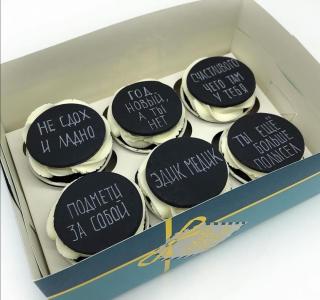 НЕ СДОХ
И ЛАДНО
ГОД
НОВЫЙ,
А ТЫ
НЕТ
СЧАСТЛИВОГО
ЧЕГО ТАМ
У ТЕБЯ
ПОДМЕТИ
ЗА СОБОЙ
ЭДИК МЕДИК
ТЫ ЕЩЁ
БОЛЬШЕ
ПОЛЫСЕЛ